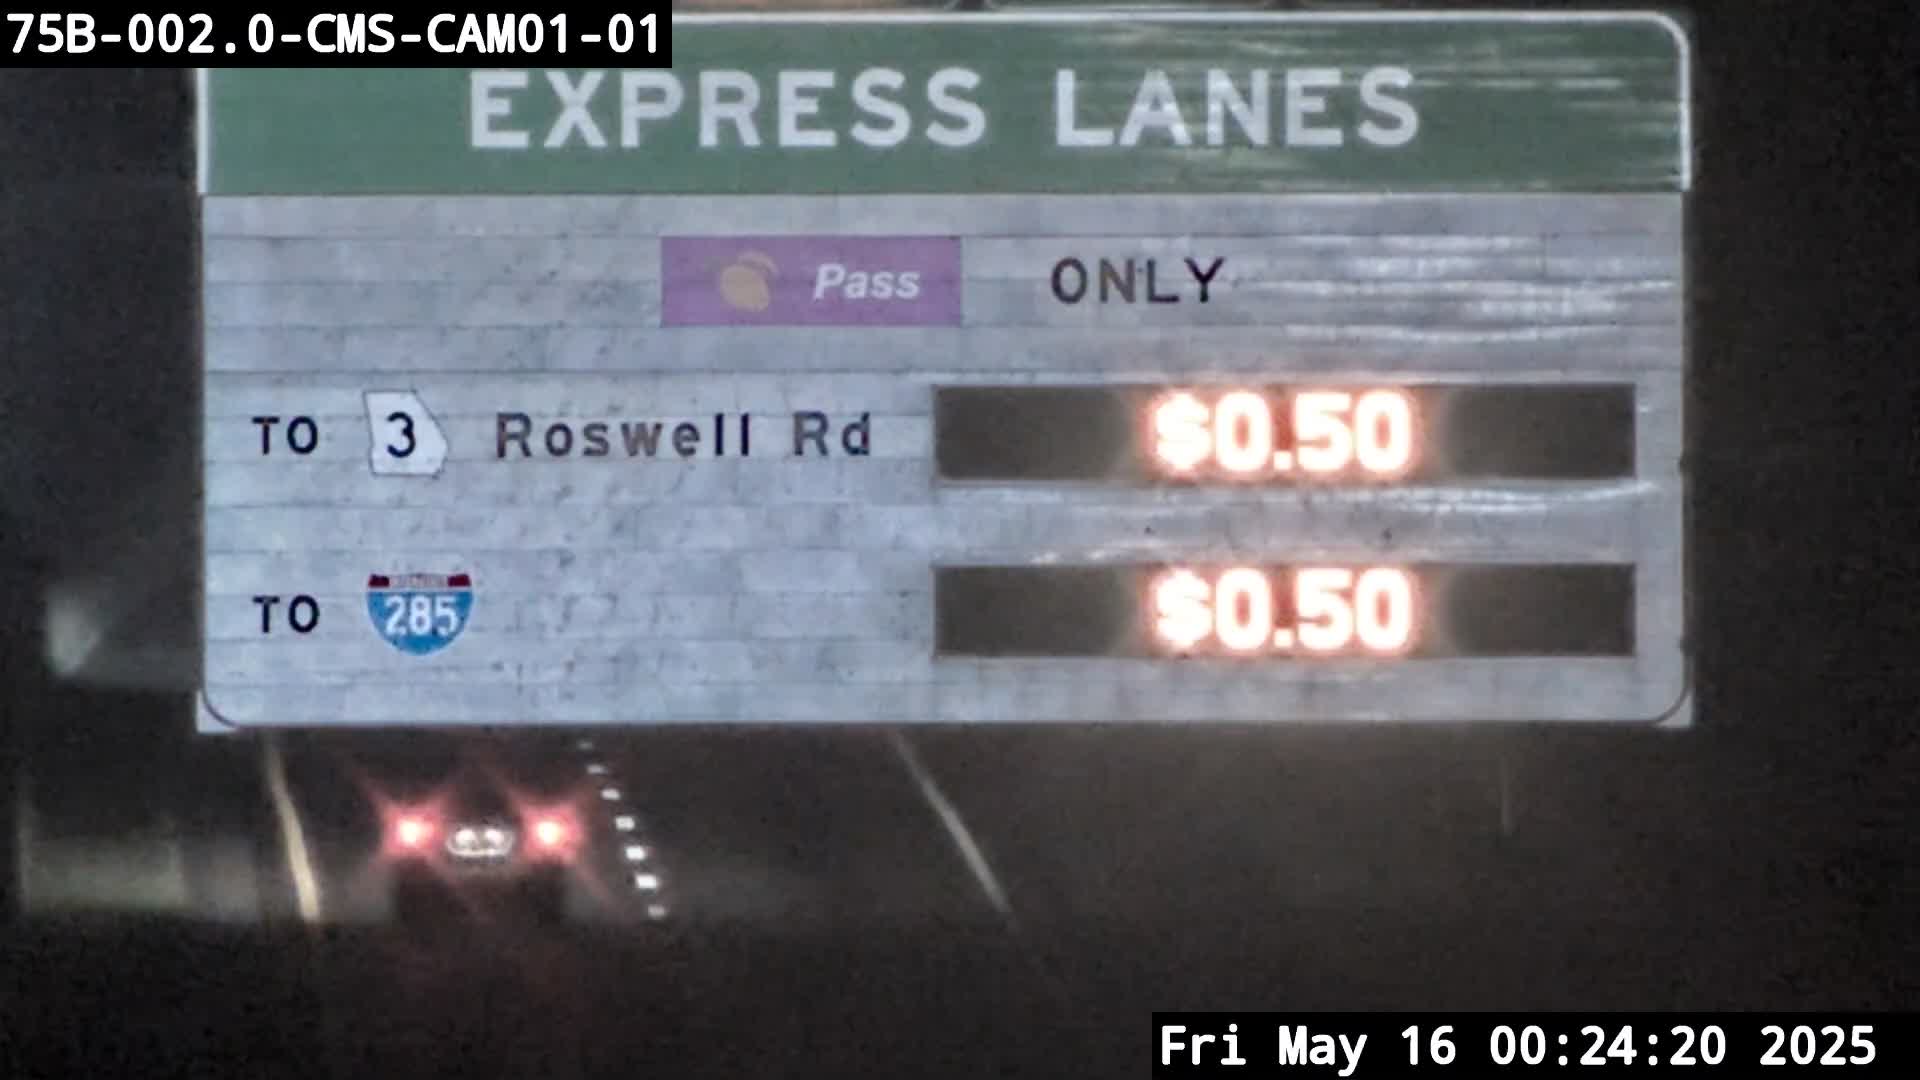 75B-002.0-CMS-CAM01-01
EXPRESS LANES
Pass ONLY
TO 3 Roswell Rd $0.50
TO 285 $0.50
Fri May 16 00:24:20 2025